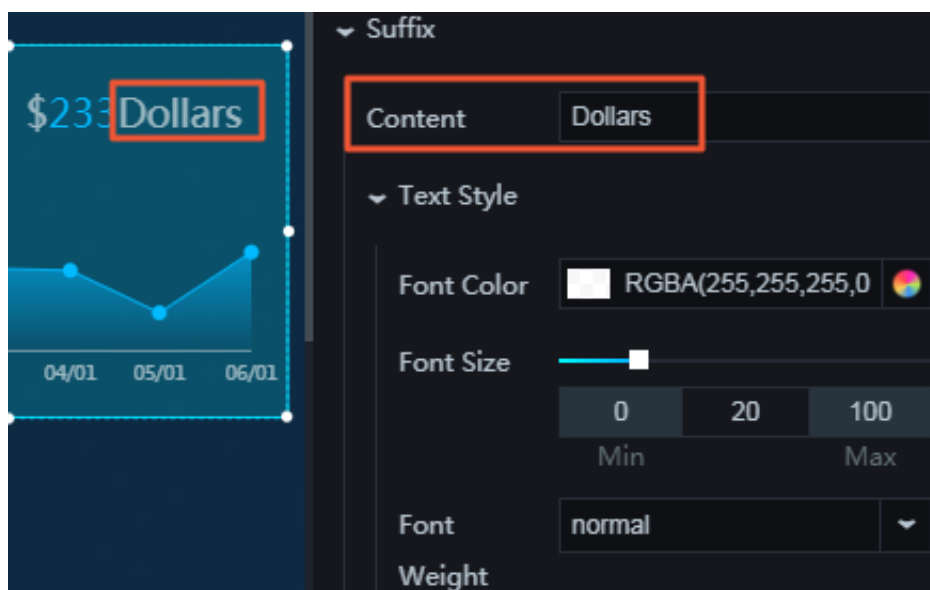 Suffix
$233Dollars
Content Dollars
Text Style
Font Color RGBA(255,255,255,0
Font Size
0 20 100
Min Max
04/01 05/01 06/01
Font Weight normal